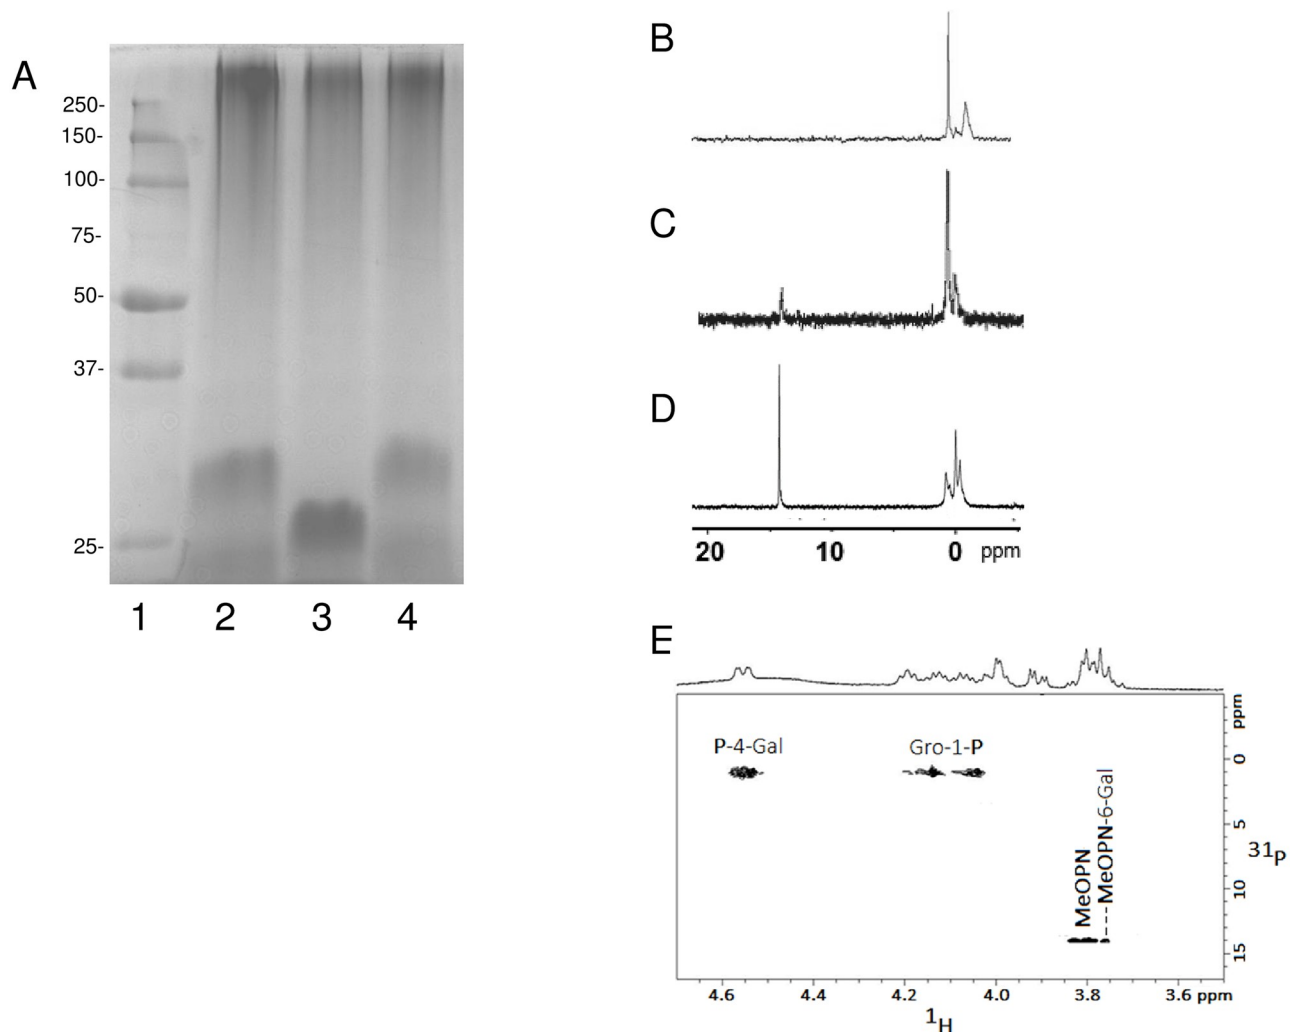 A
250-
150-
100-
75-
50-
37-
25-
1 2 3 4
B
C
D
20 10 0 ppm
E
P-4-Gal Gro-1-P
MeOPN
---MeOPN-6-Gal
ppm
0
5
10
15
31P
4.6 4.4 4.2 4.0 3.8 3.6 ppm
1H